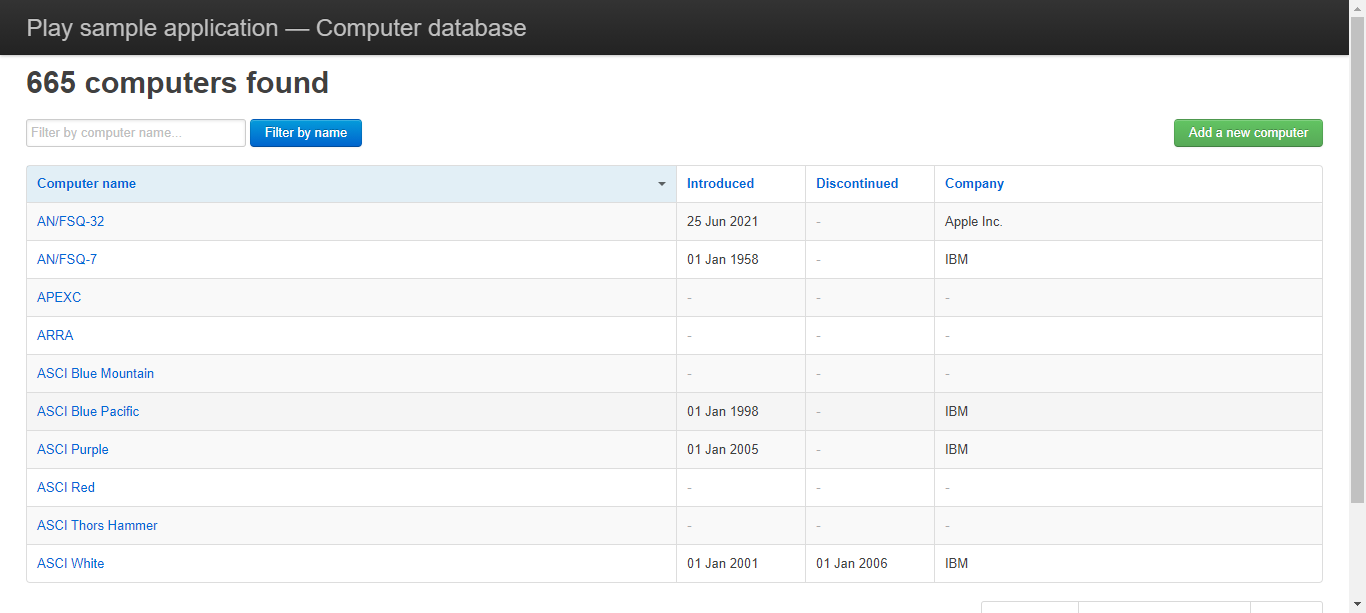 Play sample application — Computer database
665 computers found
Filter by computer name... Filter by name Add a new computer
Computer name Introduced Discontinued Company
AN/FSQ-32 25 Jun 2021 - Apple Inc.
AN/FSQ-7 01 Jan 1958 - IBM
APEXC - - -
ARRA - - -
ASCI Blue Mountain - - -
ASCI Blue Pacific 01 Jan 1998 - IBM
ASCI Purple 01 Jan 2005 - IBM
ASCI Red - - -
ASCI Thors Hammer - - -
ASCI White 01 Jan 2001 01 Jan 2006 IBM